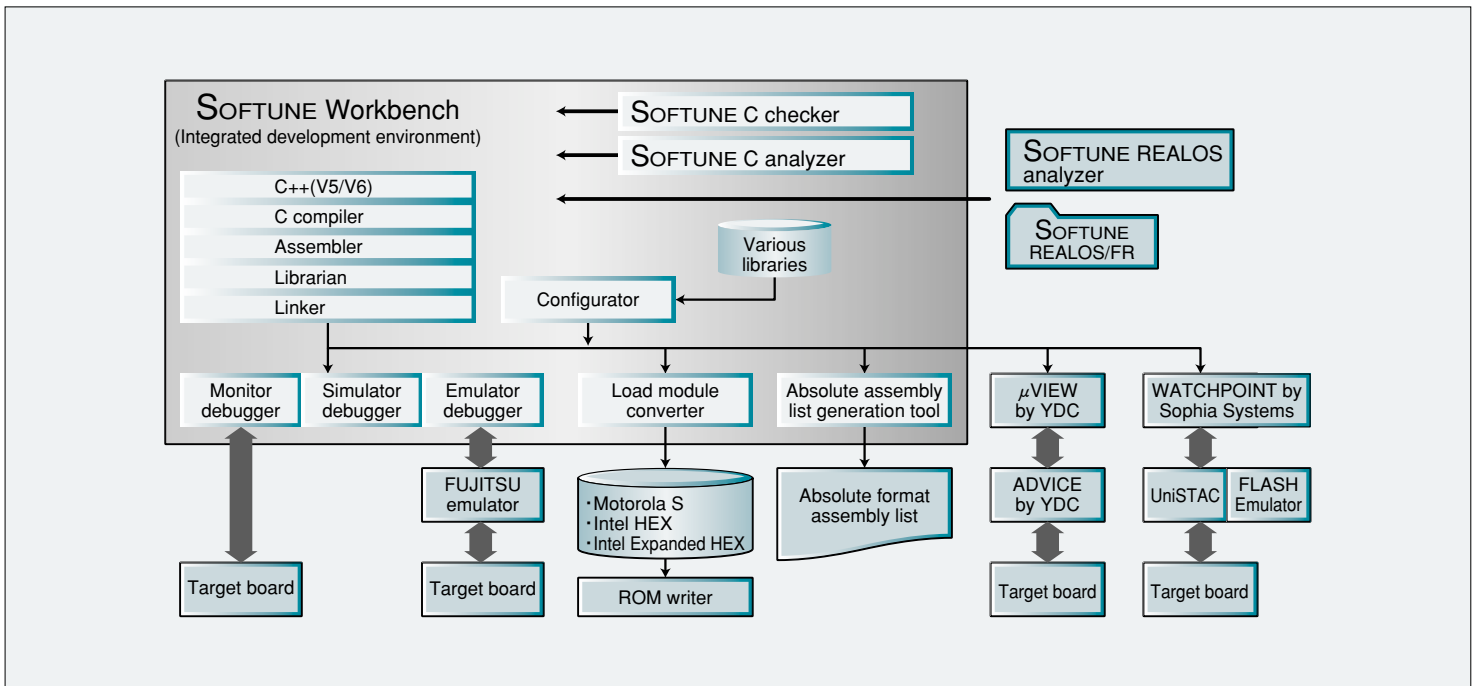 SOFTUNE Workbench
(Integrated development environment)
SOFTUNE C checker
SOFTUNE C analyzer
SOFTUNE REALOS
analyzer
SOFTUNE
REALOS/FR
C++(V5/V6)
C compiler
Assembler
Librarian
Linker
Various
libraries
Configurator
Monitor
debugger
Simulator
debugger
Emulator
debugger
Load module
converter
Absolute assembly
list generation tool
μVIEW
by YDC
WATCHPOINT by
Sophia Systems
FUJITSU
emulator
・Motorola S
・Intel HEX
・Intel Expanded HEX
Absolute format
assembly list
ADVICE
by YDC
UniSTAC
FLASH
Emulator
Target board
Target board
ROM writer
Target board
Target board